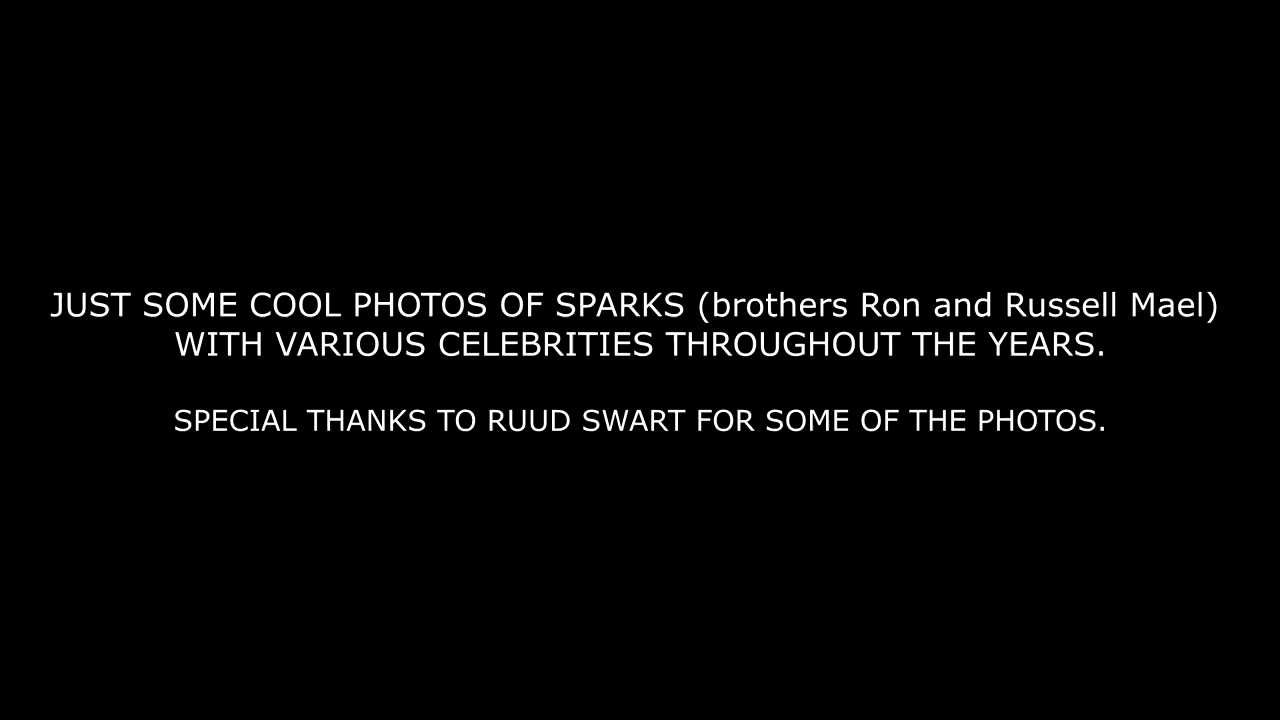 JUST SOME COOL PHOTOS OF SPARKS (brothers Ron and Russell Mael)
WITH VARIOUS CELEBRITIES THROUGHOUT THE YEARS.
SPECIAL THANKS TO RUUD SWART FOR SOME OF THE PHOTOS.